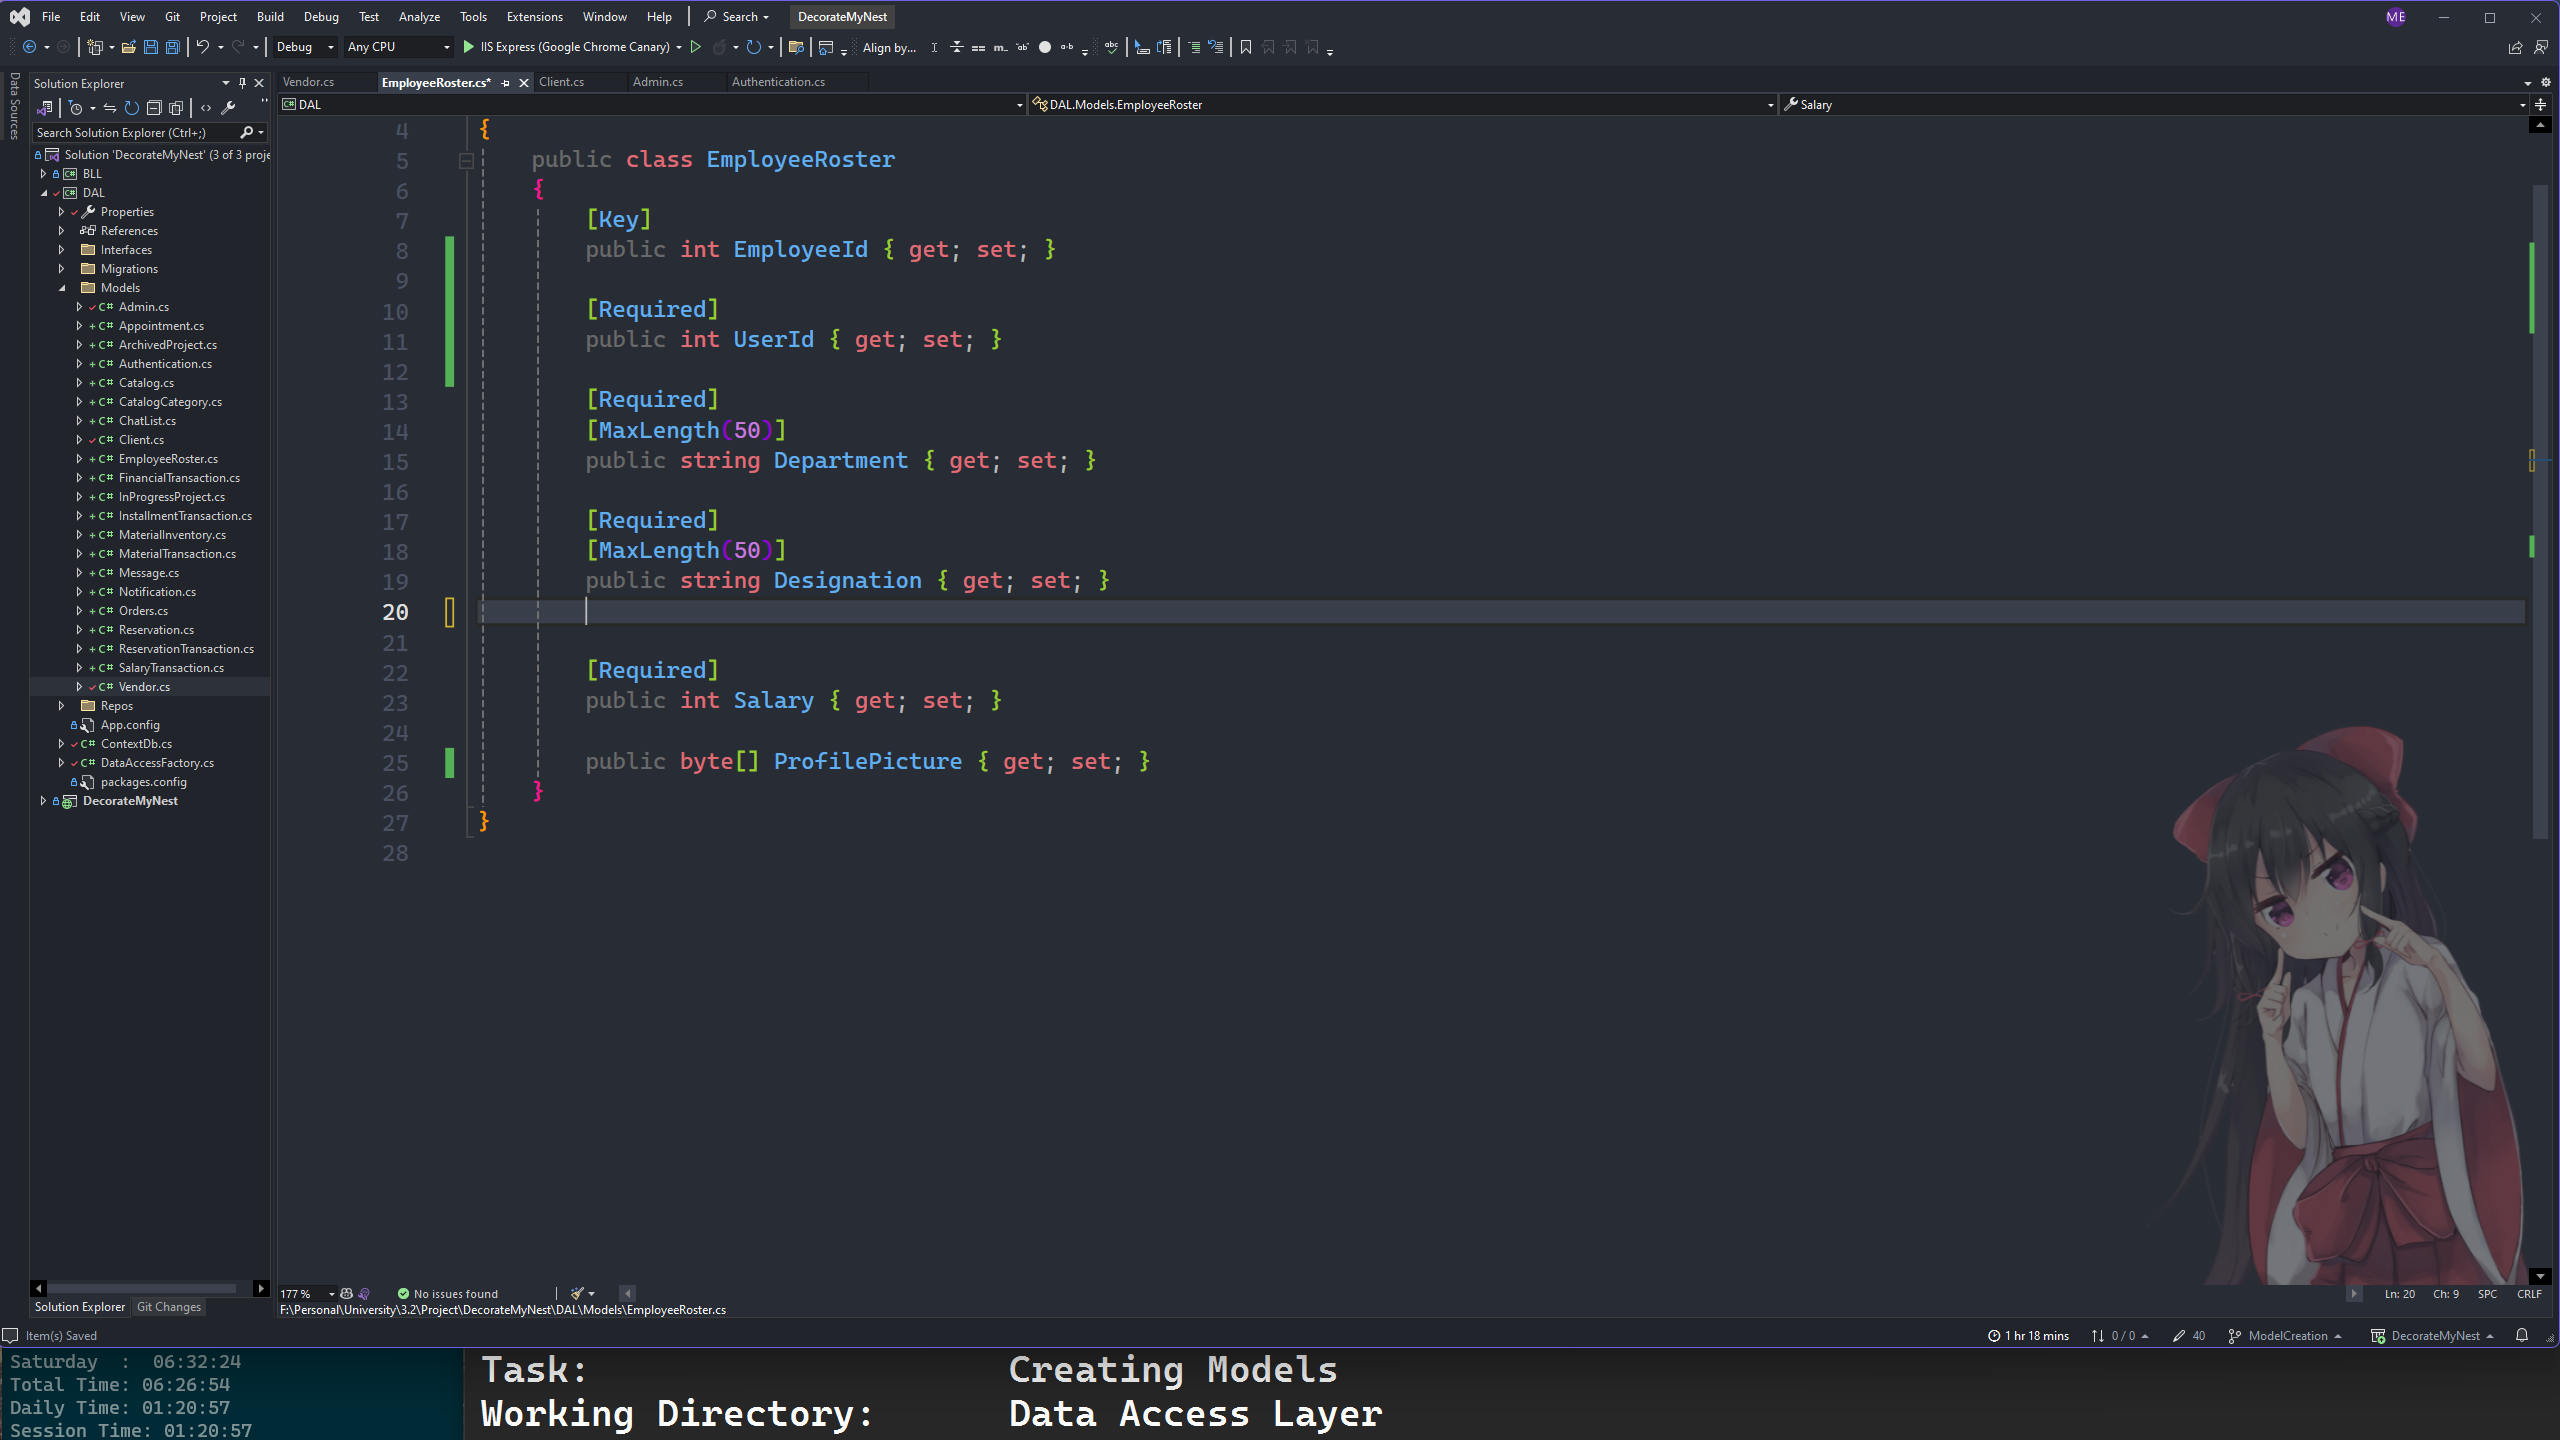 File Edit View Git Project Build Debug Test Analyze Tools Extensions Window Help Search DecorateMyNest ME
Debug Any CPU IIS Express (Google Chrome Canary) Align by...
Data Sources
Solution Explorer
Search Solution Explorer (Ctrl+;)
Solution 'DecorateMyNest' (3 of 3 proje
BLL
DAL
Properties
References
Interfaces
Migrations
Models
C# Admin.cs
C# Appointment.cs
C# ArchivedProject.cs
C# Authentication.cs
C# Catalog.cs
C# CatalogCategory.cs
C# ChatList.cs
C# Client.cs
C# EmployeeRoster.cs
C# FinancialTransaction.cs
C# InProgressProject.cs
C# InstallmentTransaction.cs
C# MaterialInventory.cs
C# MaterialTransaction.cs
C# Message.cs
C# Notification.cs
C# Orders.cs
C# Reservation.cs
C# ReservationTransaction.cs
C# SalaryTransaction.cs
C# Vendor.cs
Repos
App.config
C# ContextDb.cs
C# DataAccessFactory.cs
packages.config
DecorateMyNest
Solution Explorer Git Changes
Vendor.cs EmployeeRoster.cs* Client.cs Admin.cs Authentication.cs
DAL DAL.Models.EmployeeRoster Salary
4 {
5 public class EmployeeRoster
6 {
7 [Key]
8 public int EmployeeId { get; set; }
9
10 [Required]
11 public int UserId { get; set; }
12
13 [Required]
14 [MaxLength(50)]
15 public string Department { get; set; }
16
17 [Required]
18 [MaxLength(50)]
19 public string Designation { get; set; }
20
21
22 [Required]
23 public int Salary { get; set; }
24
25 public byte[] ProfilePicture { get; set; }
26 }
27 }
28
177 % No issues found Ln: 20 Ch: 9 SPC CRLF
F:\Personal\University\3.2\Project\DecorateMyNest\DAL\Models\EmployeeRoster.cs
Item(s) Saved 1 hr 18 mins 0 / 0 40 ModelCreation DecorateMyNest
Saturday : 06:32:24
Total Time: 06:26:54
Daily Time: 01:20:57
Session Time: 01:20:57
Task: Creating Models
Working Directory: Data Access Layer